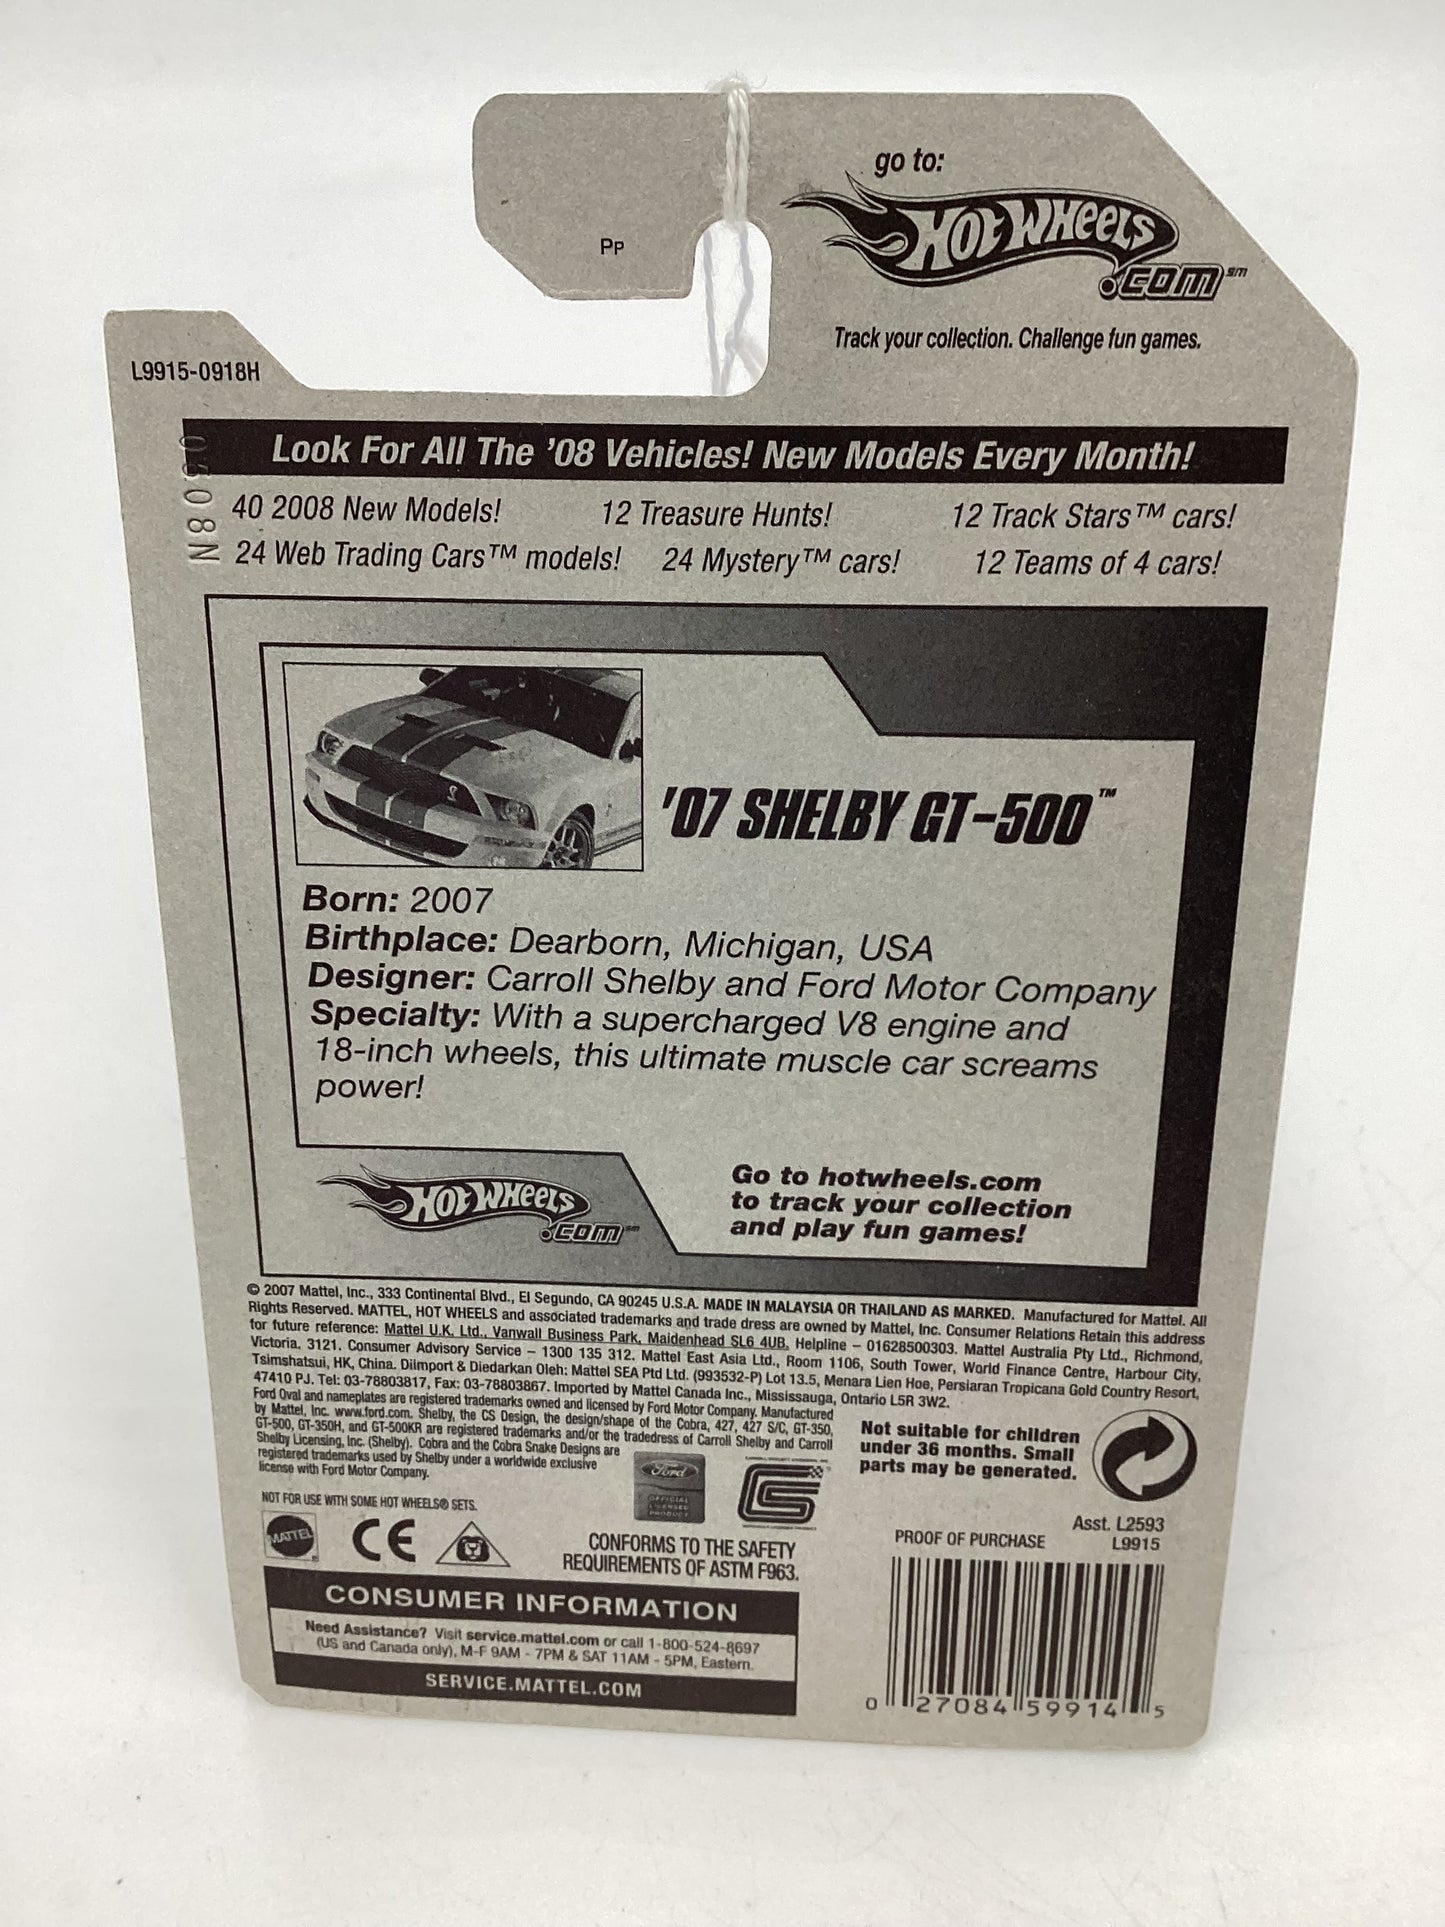 go to:
HOT WHEELS
.COM℠
Track your collection. Challenge fun games.
PP
L9915-0918H
Look For All The '08 Vehicles! New Models Every Month!
40 2008 New Models! 12 Treasure Hunts! 12 Track Stars™ cars!
24 Web Trading Cars™ models! 24 Mystery™ cars! 12 Teams of 4 cars!
'07 SHELBY GT-500™
Born: 2007
Birthplace: Dearborn, Michigan, USA
Designer: Carroll Shelby and Ford Motor Company
Specialty: With a supercharged V8 engine and
18-inch wheels, this ultimate muscle car screams
power!
HOT WHEELS
.COM℠
Go to hotwheels.com
to track your collection
and play fun games!
© 2007 Mattel, Inc., 333 Continental Blvd., El Segundo, CA 90245 U.S.A. MADE IN MALAYSIA OR THAILAND AS MARKED. Manufactured for Mattel. All
Rights Reserved. MATTEL, HOT WHEELS and associated trademarks and trade dress are owned by Mattel, Inc. Consumer Relations Retain this address
for future reference: Mattel U.K. Ltd., Vanwall Business Park, Maidenhead SL6 4UB. Helpline – 01628500303. Mattel Australia Pty Ltd., Richmond,
Victoria. 3121. Consumer Advisory Service – 1300 135 312. Mattel East Asia Ltd., Room 1106, South Tower, World Finance Centre, Harbour City,
Tsimshatsui, HK, China. Diimport & Diedarkan Oleh: Mattel SEA Ptd Ltd. (993532-P) Lot 13.5, Menara Lien Hoe, Persiaran Tropicana Gold Country Resort,
47410 PJ. Tel: 03-78803817, Fax: 03-78803867. Imported by Mattel Canada Inc., Mississauga, Ontario L5R 3W2.
Ford Oval and nameplates are registered trademarks owned and licensed by Ford Motor Company. Manufactured
by Mattel, Inc. www.ford.com. Shelby, the CS Design, the design/shape of the Cobra, 427, 427 S/C, GT-350,
GT-500, GT-350H, and GT-500KR are registered trademarks and/or the tradedress of Carroll Shelby and Carroll
Shelby Licensing, Inc. (Shelby). Cobra and the Cobra Snake Designs are
registered trademarks used by Shelby under a worldwide exclusive
license with Ford Motor Company.
Ford
OFFICIAL
LICENSED
PRODUCT
Not suitable for children
under 36 months. Small
parts may be generated.
NOT FOR USE WITH SOME HOT WHEELS® SETS.
MATTEL
CE
CONFORMS TO THE SAFETY
REQUIREMENTS OF ASTM F963.
Asst. L2593
PROOF OF PURCHASE L9915
CONSUMER INFORMATION
Need Assistance? Visit service.mattel.com or call 1-800-524-8697
(US and Canada only), M-F 9AM - 7PM & SAT 11AM - 5PM, Eastern.
SERVICE.MATTEL.COM
0 27084 59914 5